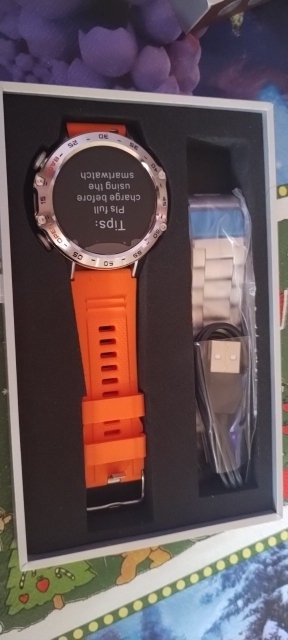 Tips:
Pls full
charge before
using the
smartwatch